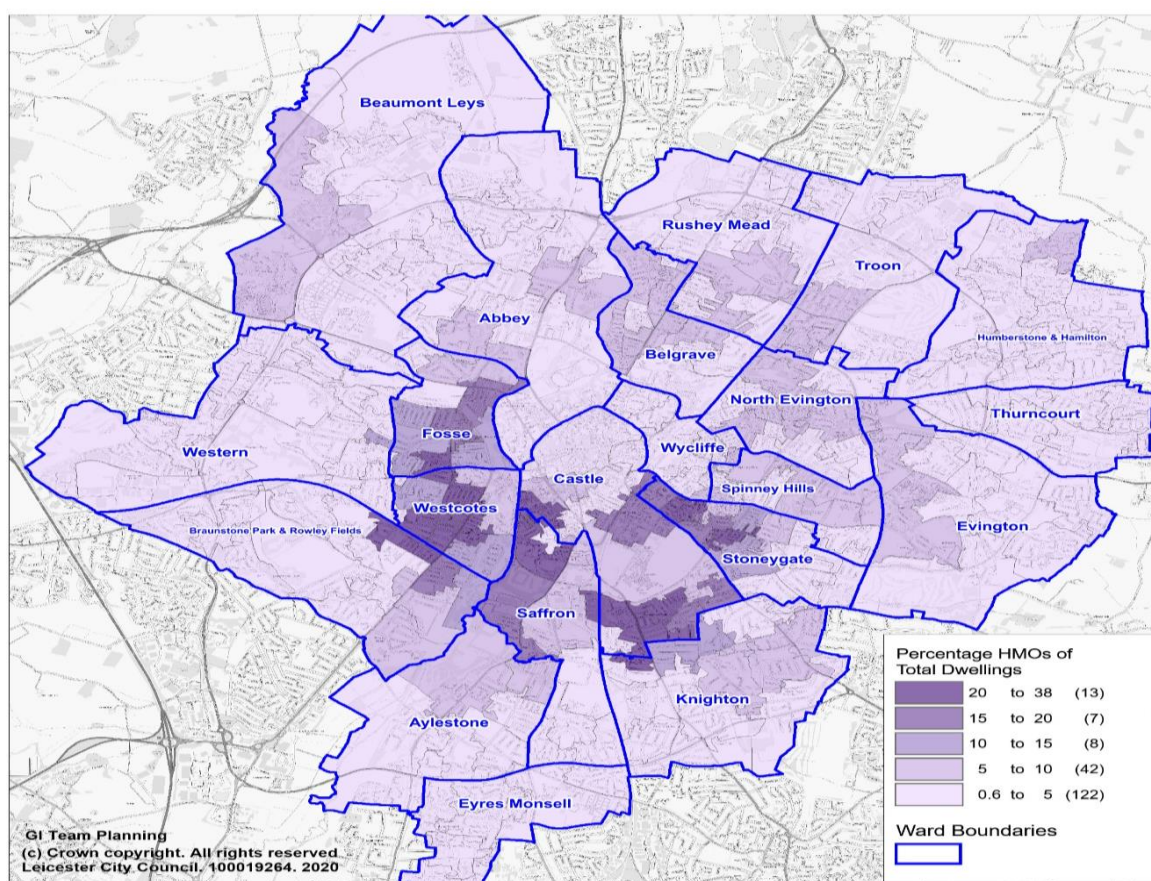 Beaumont Leys
Rushey Mead
Troon
Abbey
Humberstone & Hamilton
Belgrave
North Evington
Thurncourt
Fosse
Wycliffe
Western
Castle
Spinney Hills
Westcotes
Braunstone Park & Rowley Fields
Evington
Stoneygate
Saffron
Knighton
Aylestone
Eyres Monsell
Percentage HMOs of
Total Dwellings
20 to 38 (13)
15 to 20 (7)
10 to 15 (8)
5 to 10 (42)
0.6 to 5 (122)
Ward Boundaries
GI Team Planning
(c) Crown copyright. All rights reserved
Leicester City Council. 100019264. 2020